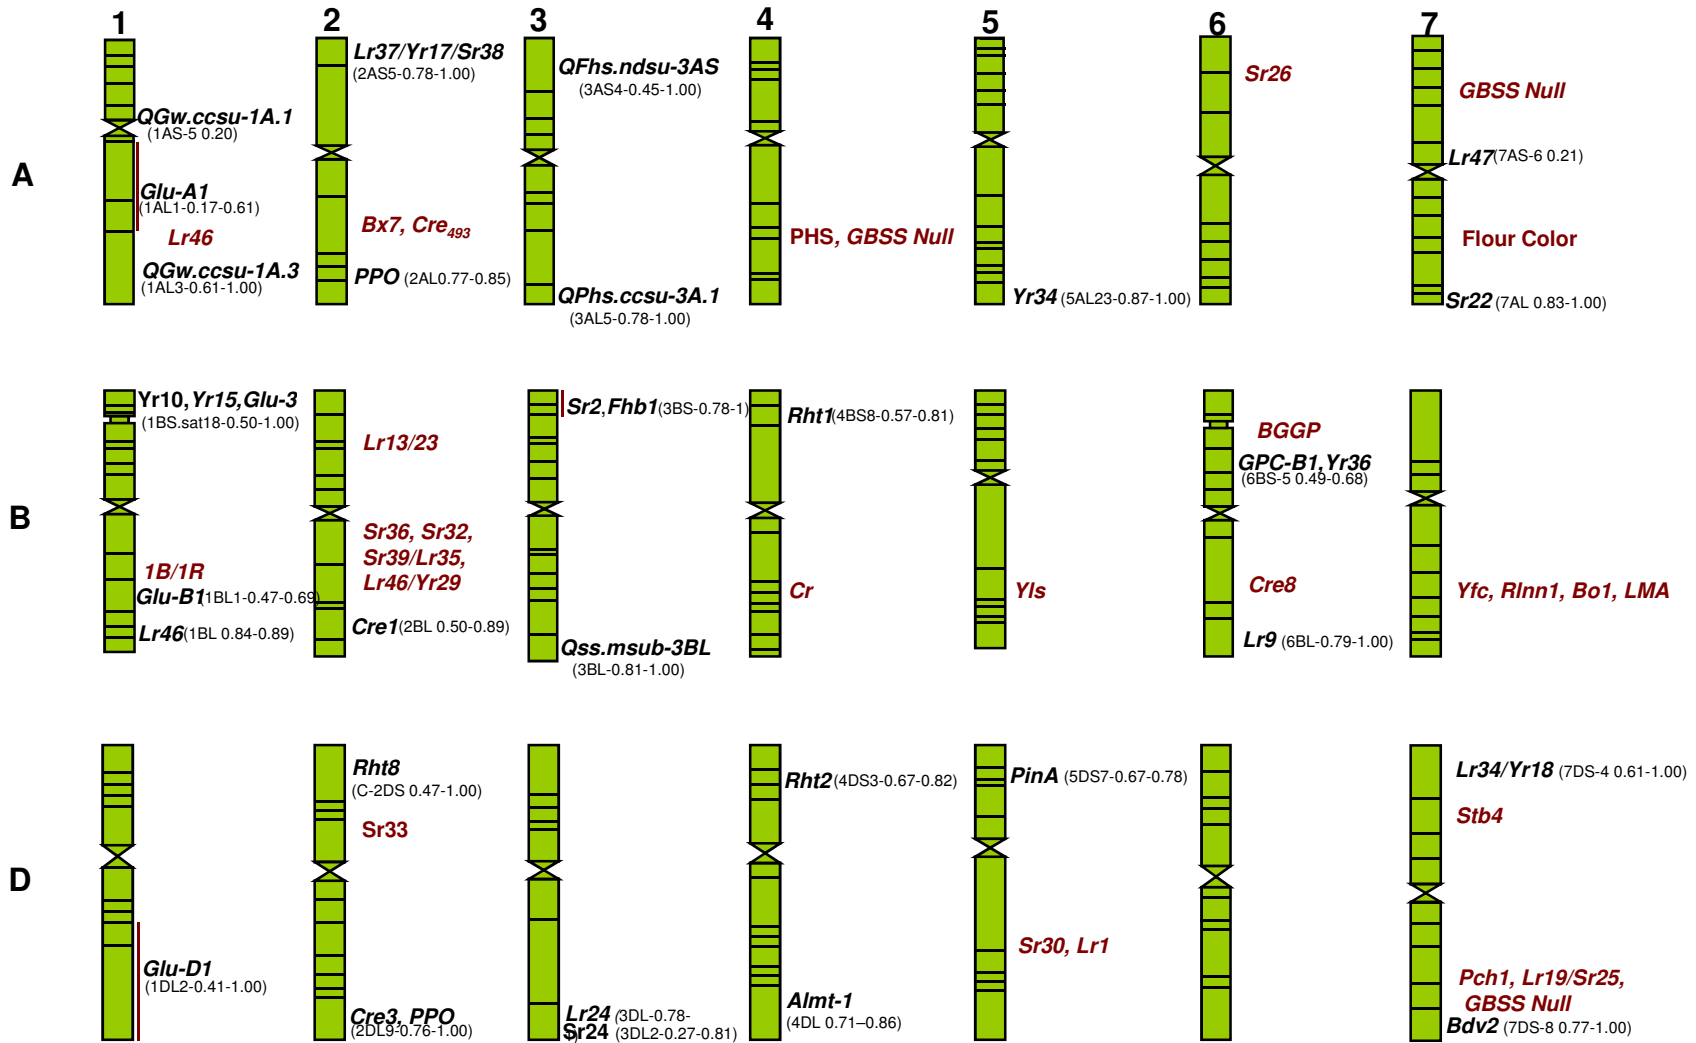 1 2 3 4 5 6 7
A
QGw.ccsu-1A.1
(1AS-5 0.20)
Glu-A1
(1AL1-0.17-0.61)
Lr46
QGw.ccsu-1A.3
(1AL3-0.61-1.00)
Lr37/Yr17/Sr38
(2AS5-0.78-1.00)
Bx7, Cre493
PPO (2AL0.77-0.85)
QFhs.ndsu-3AS
(3AS4-0.45-1.00)
QPhs.ccsu-3A.1
(3AL5-0.78-1.00)
PHS, GBSS Null
Yr34 (5AL23-0.87-1.00)
Sr26
GBSS Null
Lr47(7AS-6 0.21)
Flour Color
Sr22 (7AL 0.83-1.00)
B
Yr10,Yr15,Glu-3
(1BS.sat18-0.50-1.00)
1B/1R
Glu-B1(1BL1-0.47-0.69)
Lr46(1BL 0.84-0.89)
Lr13/23
Sr36, Sr32,
Sr39/Lr35,
Lr46/Yr29
Cre1(2BL 0.50-0.89)
Sr2,Fhb1(3BS-0.78-1)
Qss.msub-3BL
(3BL-0.81-1.00)
Rht1(4BS8-0.57-0.81)
Cr
Yls
BGGP
GPC-B1,Yr36
(6BS-5 0.49-0.68)
Cre8
Lr9 (6BL-0.79-1.00)
Yfc, Rlnn1, Bo1, LMA
D
Glu-D1
(1DL2-0.41-1.00)
Rht8
(C-2DS 0.47-1.00)
Sr33
Cre3, PPO
(2DL9-0.76-1.00)
Lr24 (3DL-0.78-
Sr24 (3DL2-0.27-0.81)
Rht2(4DS3-0.67-0.82)
Almt-1
(4DL 0.71–0.86)
PinA (5DS7-0.67-0.78)
Sr30, Lr1
Lr34/Yr18 (7DS-4 0.61-1.00)
Stb4
Pch1, Lr19/Sr25,
GBSS Null
Bdv2 (7DS-8 0.77-1.00)